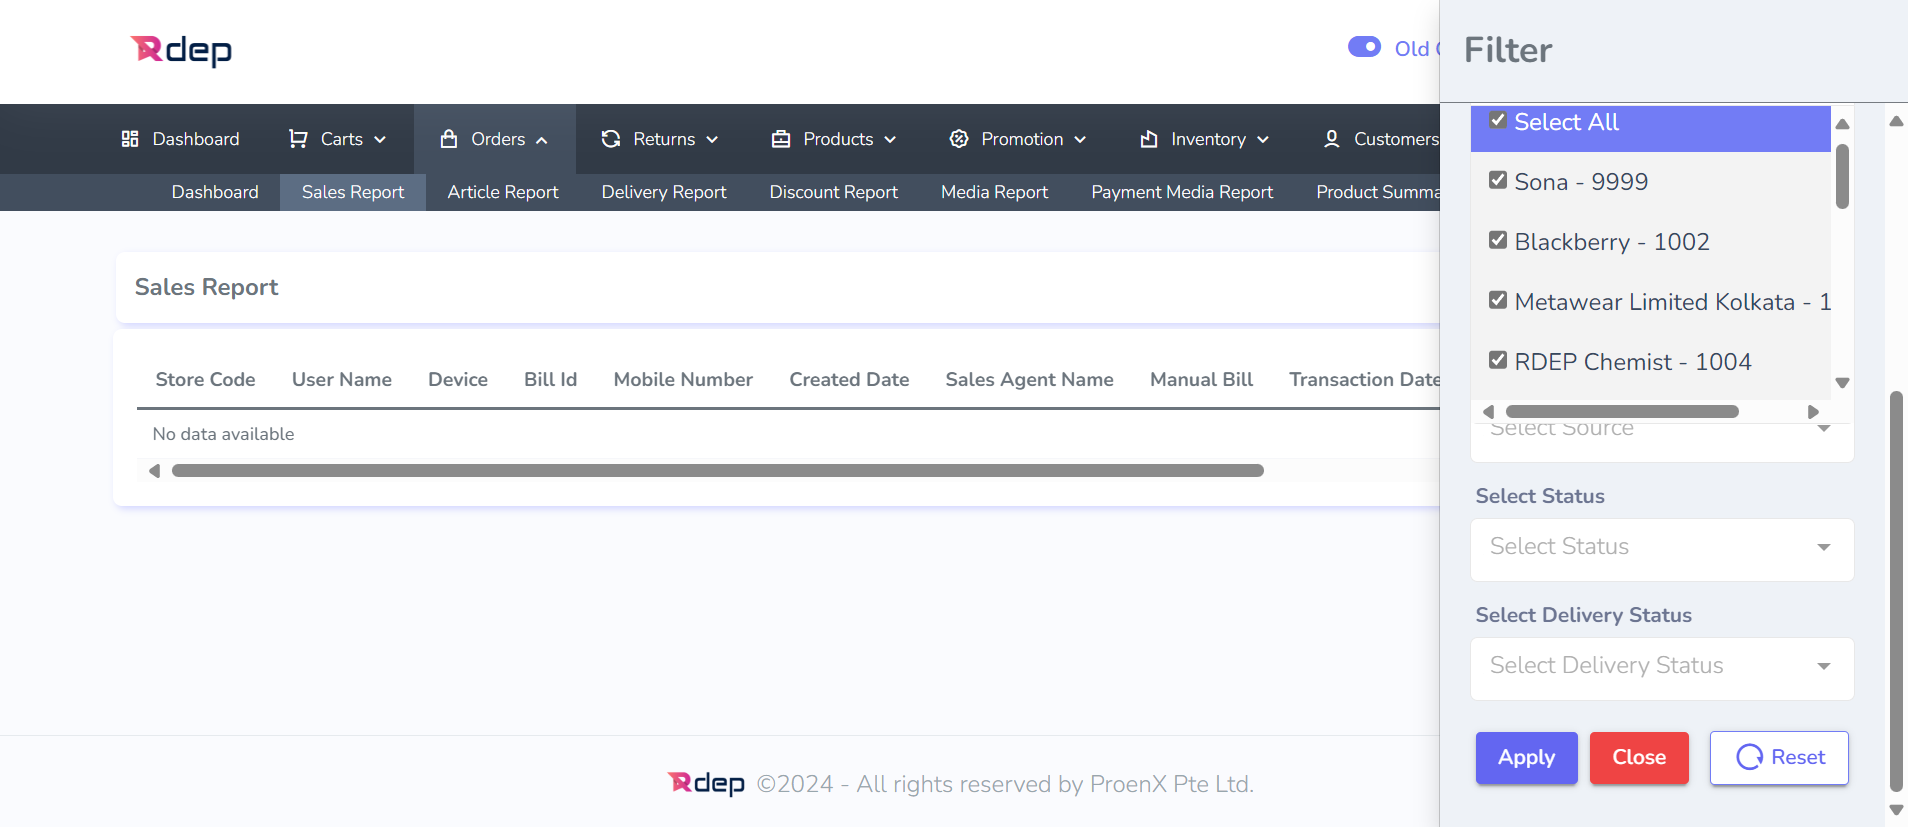 Rdep
Old
Filter
Dashboard Carts Orders Returns Products Promotion Inventory Customers
Dashboard Sales Report Article Report Delivery Report Discount Report Media Report Payment Media Report Product Summa
Select All
Sona - 9999
Blackberry - 1002
Metawear Limited Kolkata - 1
RDEP Chemist - 1004
Select Source
Select Status
Select Status
Select Delivery Status
Select Delivery Status
Apply Close Reset
Sales Report
Store Code User Name Device Bill Id Mobile Number Created Date Sales Agent Name Manual Bill Transaction Date
No data available
Rdep ©2024 - All rights reserved by ProenX Pte Ltd.